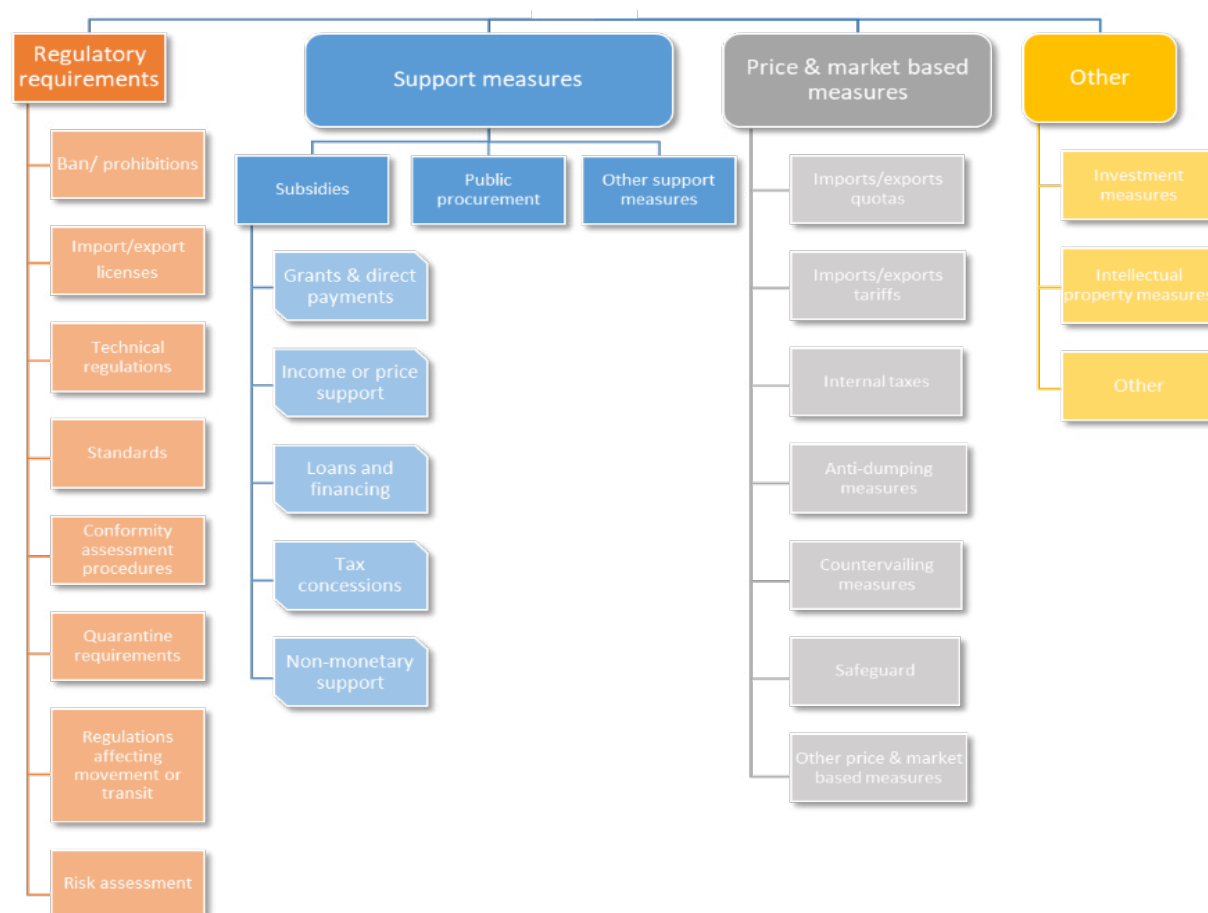 Regulatory
requirements
Ban/ prohibitions
Import/export
licenses
Technical
regulations
Standards
Conformity
assessment
procedures
Quarantine
requirements
Regulations
affecting
movement or
transit
Risk assessment
Support measures
Subsidies
Grants & direct
payments
Income or price
support
Loans and
financing
Tax
concessions
Non-monetary
support
Public
procurement
Other support
measures
Price & market based
measures
Imports/exports
quotas
Imports/exports
tariffs
Internal taxes
Anti-dumping
measures
Countervailing
measures
Safeguard
Other price & market
based measures
Other
Investment
measures
Intellectual
property measures
Other